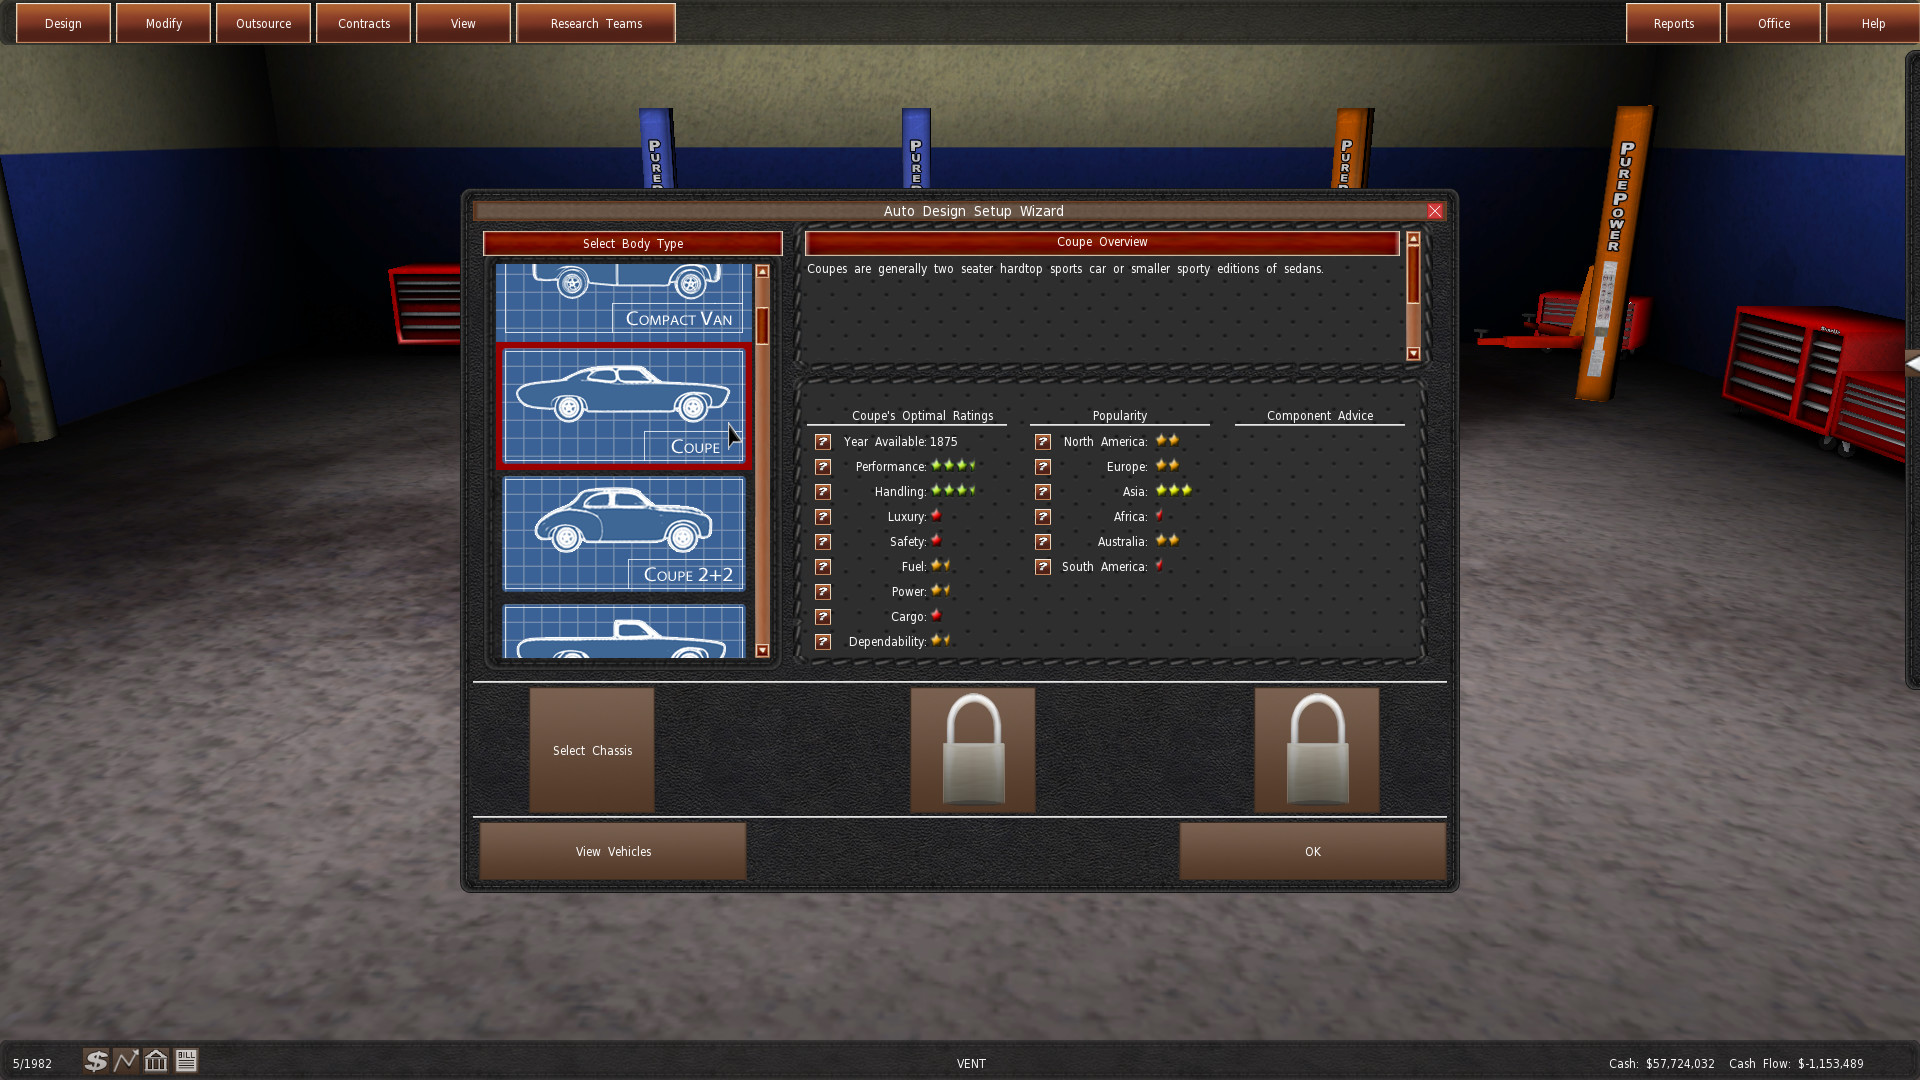 Design Modify Outsource Contracts View Research Teams Reports Office Help
PURE
PURE
PURE
PUREPOWER
Auto Design Setup Wizard
Select Body Type
COMPACT VAN
COUPE
COUPE 2+2
Coupe Overview
Coupes are generally two seater hardtop sports car or smaller sporty editions of sedans.
Coupe's Optimal Ratings
Year Available: 1875
Performance:
Handling:
Luxury:
Safety:
Fuel:
Power:
Cargo:
Dependability:
Popularity
North America:
Europe:
Asia:
Africa:
Australia:
South America:
Component Advice
Select Chassis
View Vehicles
OK
5/1982
BILL
VENT
Cash: $57,724,032 Cash Flow: $-1,153,489